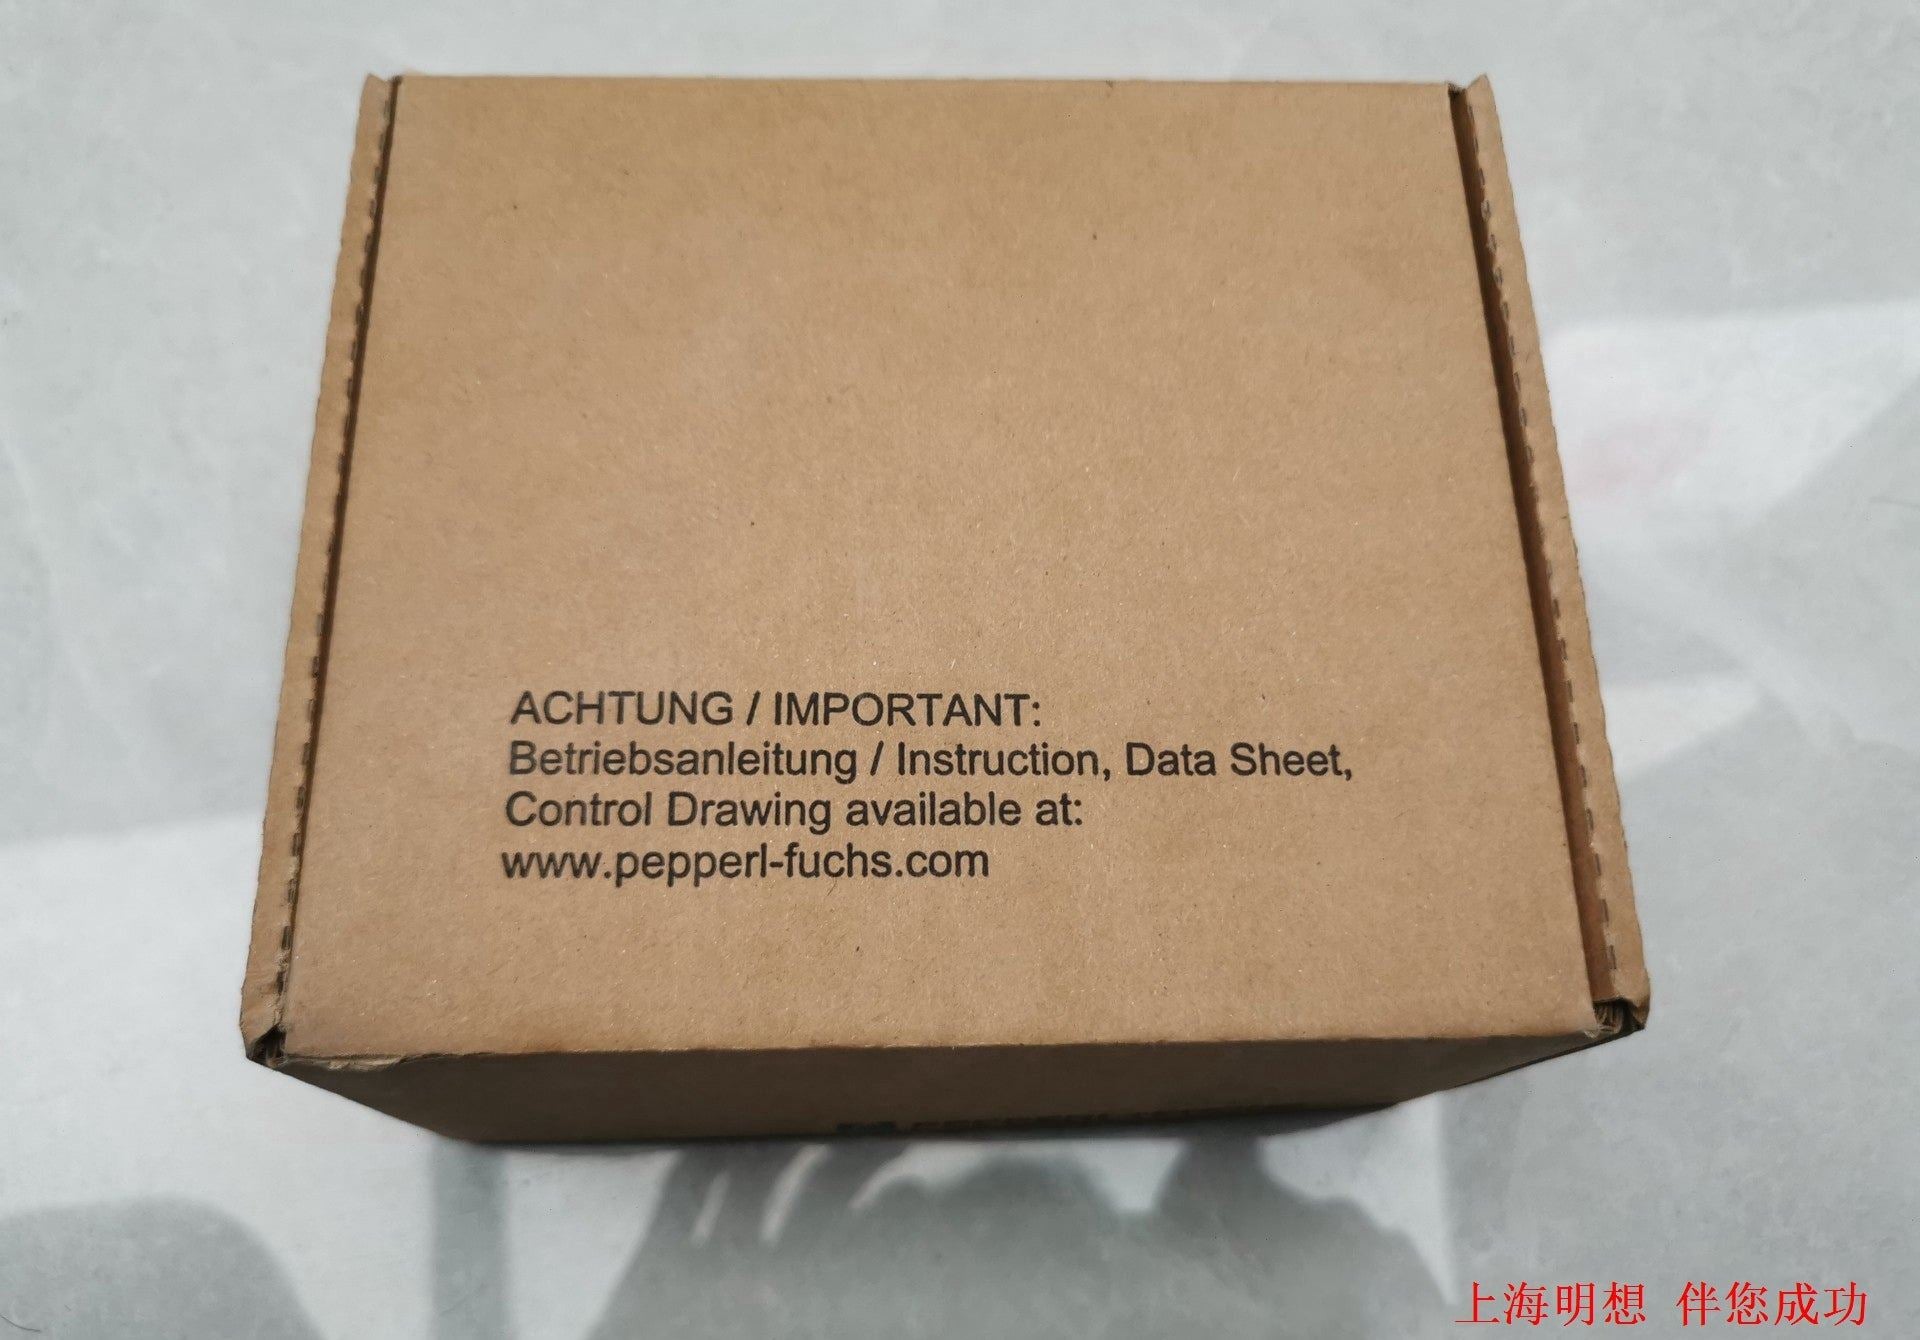 ACHTUNG / IMPORTANT:
Betriebsanleitung / Instruction, Data Sheet,
Control Drawing available at:
www.pepperl-fuchs.com
上海明想 伴您成功